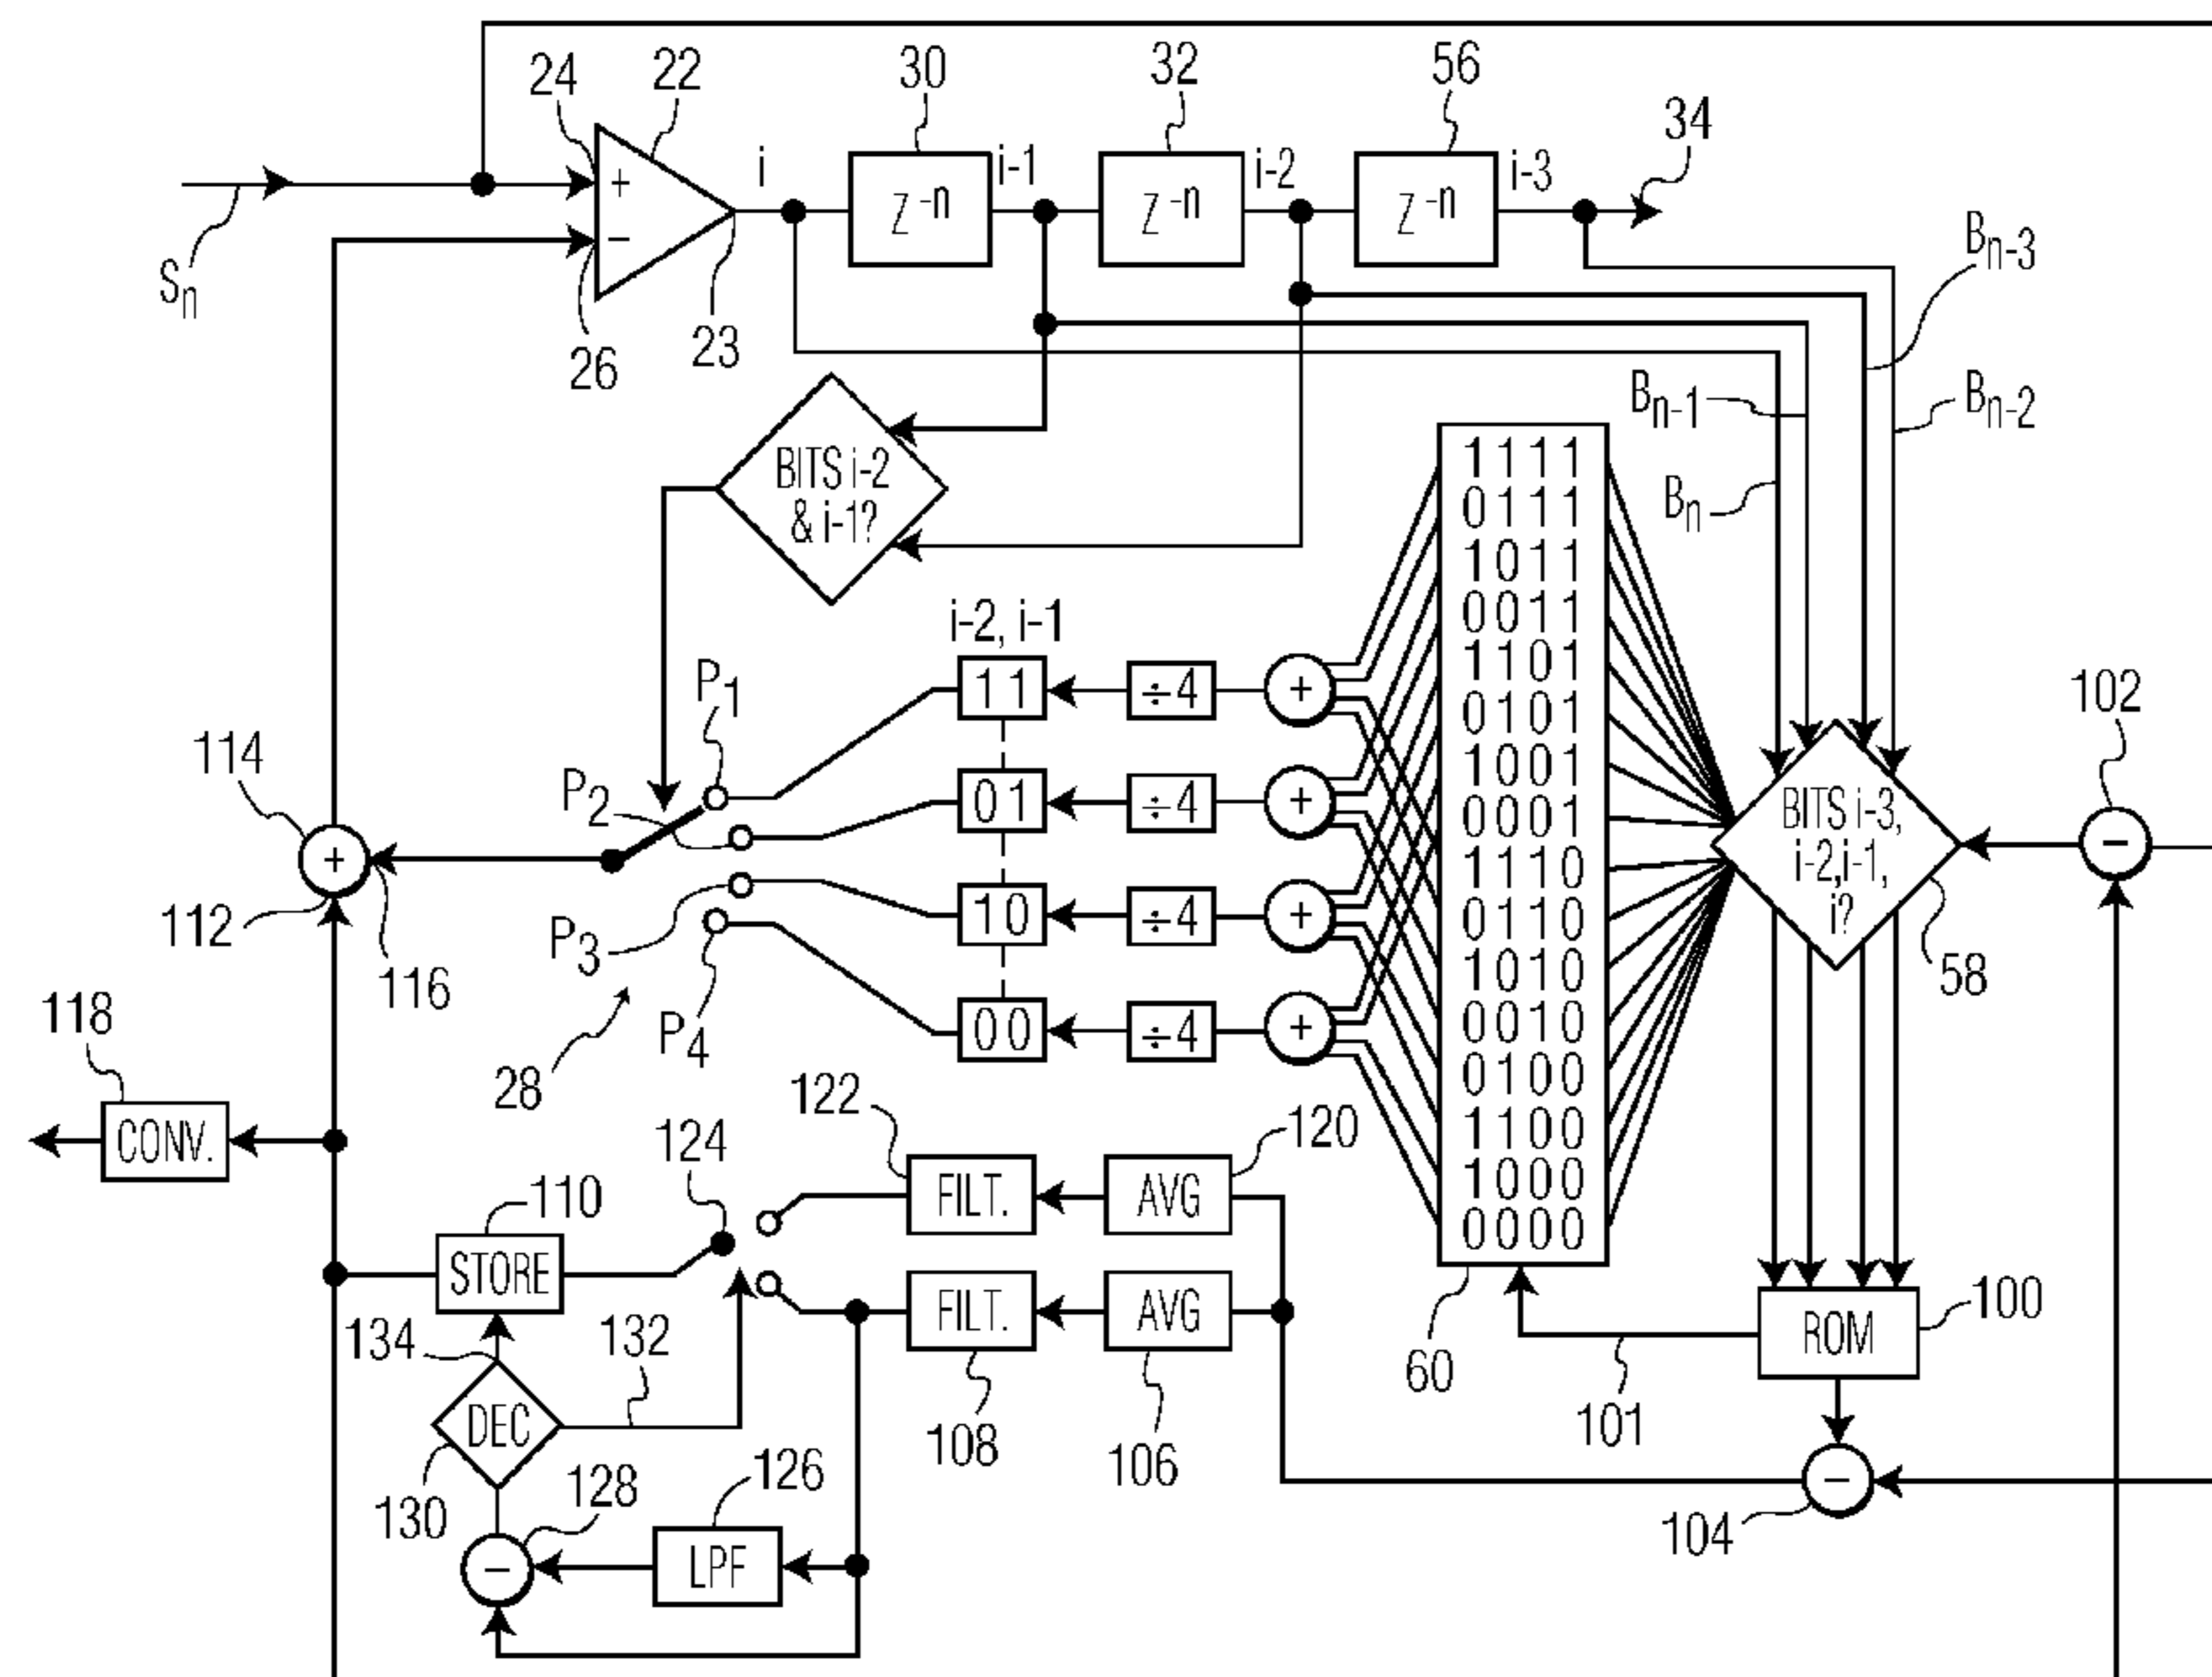 30
32
56
22
24
34
i
i-1
i-2
i-3
+
Z-n
Z-n
Z-n
Bn-3
−
Sn
23
26
Bn-1
Bn-2
BITS i-2
& i-1?
Bn
1111
0111
1011
0011
1101
0101
1001
0001
1110
0110
1010
0010
0100
1100
1000
0000
i-2, i-1
11
÷4
+
01
÷4
+
10
÷4
+
00
÷4
+
P1
P2
P3
P4
28
114
+
112
116
102
−
BITS i-3,
i-2,i-1,
i?
58
118
CONV.
122
120
124
FILT.
AVG
110
STORE
FILT.
AVG
108
106
60
101
ROM
100
134
132
DEC
130
128
126
−
LPF
−
104